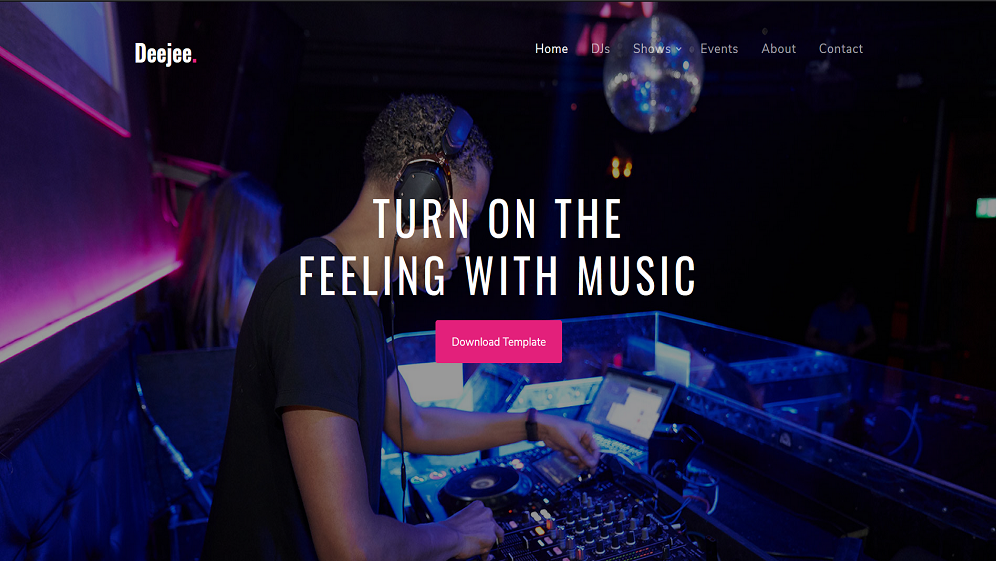 Deejee.
Home DJs Shows Events About Contact
TURN ON THE
FEELING WITH MUSIC
Download Template